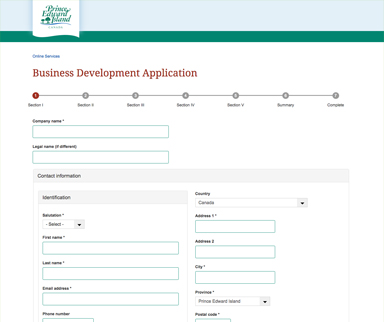 Prince
Edward
Island
CANADA
Online Services
Business Development Application
1 2 3 4 5 6 7
Section I Section II Section III Section IV Section V Summary Complete
Company name *
Legal name (if different)
Contact information
Identification
Salutation *
- Select -
First name *
Last name *
Email address *
Phone number
Country
Canada
Address 1 *
Address 2
City *
Province *
Prince Edward Island
Postal code *